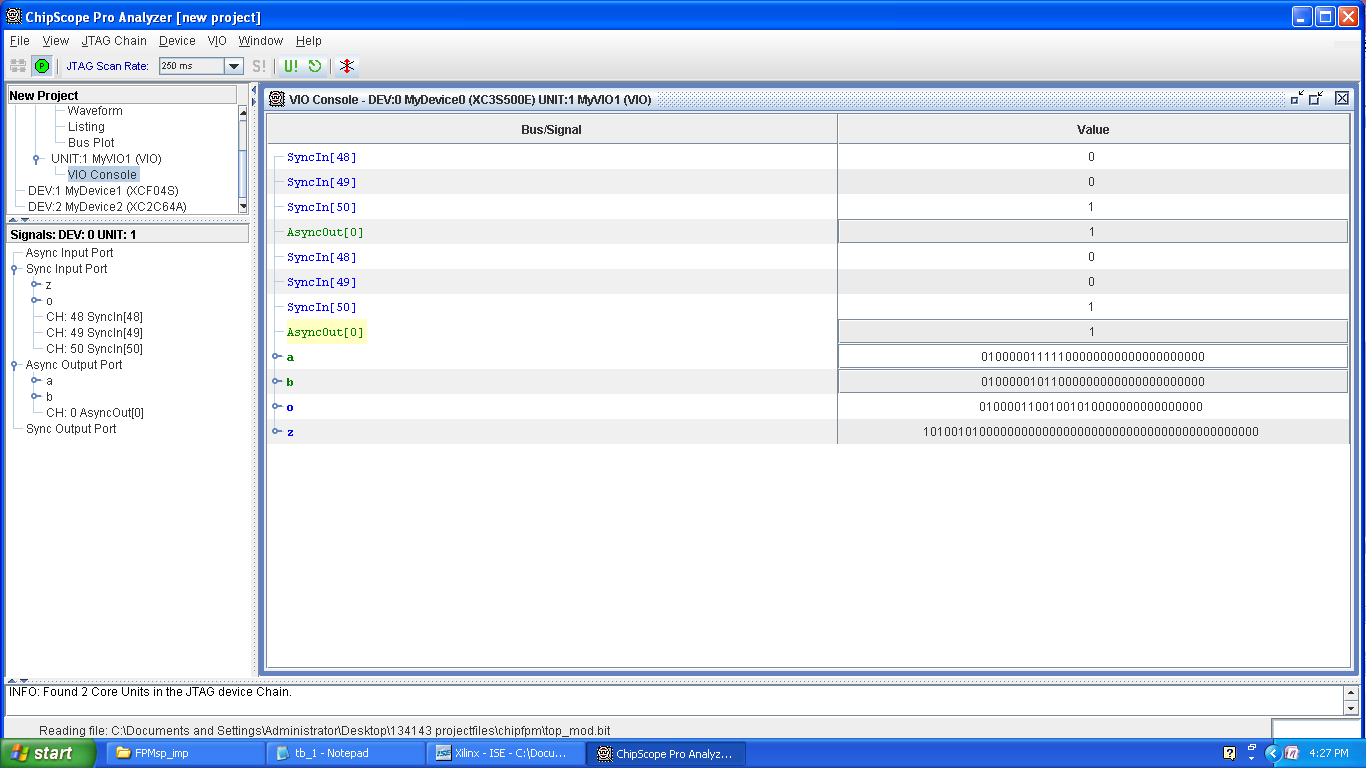 ChipScope Pro Analyzer [new project]
File View JTAG Chain Device VIO Window Help
JTAG Scan Rate: 250 ms S! U!
New Project
Waveform
Listing
Bus Plot
UNIT:1 MyVIO1 (VIO)
VIO Console
DEV:1 MyDevice1 (XCF04S)
DEV:2 MyDevice2 (XC2C64A)
Signals: DEV: 0 UNIT: 1
Async Input Port
Sync Input Port
z
o
CH: 48 SyncIn[48]
CH: 49 SyncIn[49]
CH: 50 SyncIn[50]
Async Output Port
a
b
CH: 0 AsyncOut[0]
Sync Output Port
VIO Console - DEV:0 MyDevice0 (XC3S500E) UNIT:1 MyVIO1 (VIO)
Bus/Signal Value
SyncIn[48] 0
SyncIn[49] 0
SyncIn[50] 1
AsyncOut[0] 1
SyncIn[48] 0
SyncIn[49] 0
SyncIn[50] 1
AsyncOut[0] 1
a 01000001111100000000000000000000
b 01000000101100000000000000000000
o 01000011001001010000000000000000
z 101001010000000000000000000000000000000000000000
INFO: Found 2 Core Units in the JTAG device Chain.
Reading file: C:\Documents and Settings\Administrator\Desktop\134143 projectfiles\chipfpm\top_mod.bit
start FPMsp_imp tb_1 - Notepad Xilinx - ISE - C:\Docu... ChipScope Pro Analyz... 4:27 PM